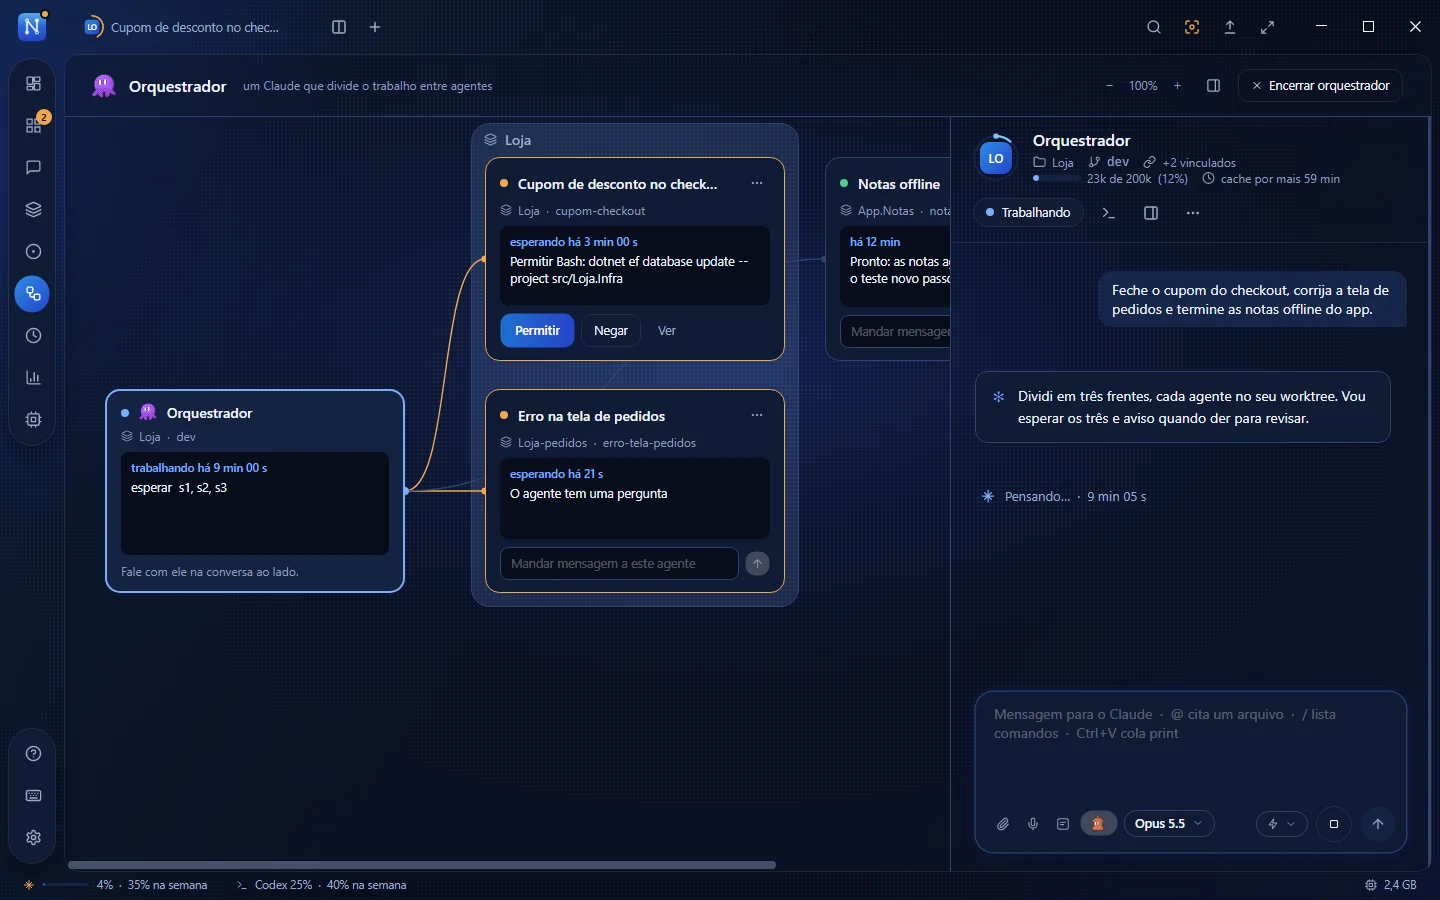 N
LO Cupom de desconto no chec...
2
Orquestrador um Claude que divide o trabalho entre agentes
− 100% +
× Encerrar orquestrador
Loja
Cupom de desconto no check... ···
Loja · cupom-checkout
esperando há 3 min 00 s
Permitir Bash: dotnet ef database update --
project src/Loja.Infra
Permitir Negar Ver
Notas offline
App.Notas · nota
há 12 min
Pronto: as notas a
o teste novo passo
Mandar mensager
Orquestrador
Loja · dev
trabalhando há 9 min 00 s
esperar s1, s2, s3
Fale com ele na conversa ao lado.
Erro na tela de pedidos ···
Loja-pedidos · erro-tela-pedidos
esperando há 21 s
O agente tem uma pergunta
Mandar mensagem a este agente
LO
Orquestrador
Loja dev +2 vinculados
23k de 200k (12%) cache por mais 59 min
Trabalhando ···
Feche o cupom do checkout, corrija a tela de
pedidos e termine as notas offline do app.
Dividi em três frentes, cada agente no seu worktree. Vou
esperar os três e aviso quando der para revisar.
Pensando... · 9 min 05 s
Mensagem para o Claude · @ cita um arquivo · / lista
comandos · Ctrl+V cola print
Opus 5.5
4% · 35% na semana Codex 25% · 40% na semana
2,4 GB